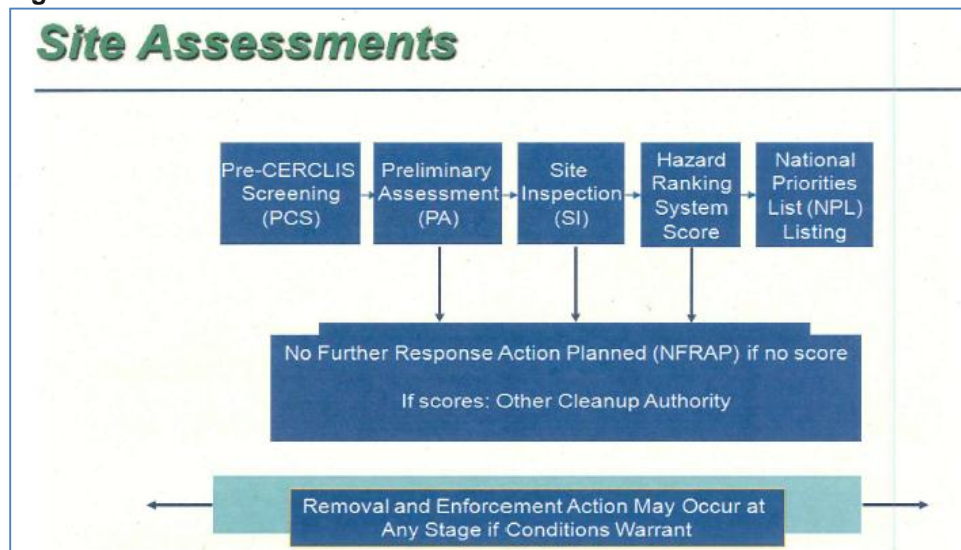 Site Assessments
Pre-CERCLIS
Screening
(PCS)
Preliminary
Assessment
(PA)
Site
Inspection
(SI)
Hazard
Ranking
System
Score
National
Priorities
List (NPL)
Listing
No Further Response Action Planned (NFRAP) if no score
If scores: Other Cleanup Authority
Removal and Enforcement Action May Occur at
Any Stage if Conditions Warrant